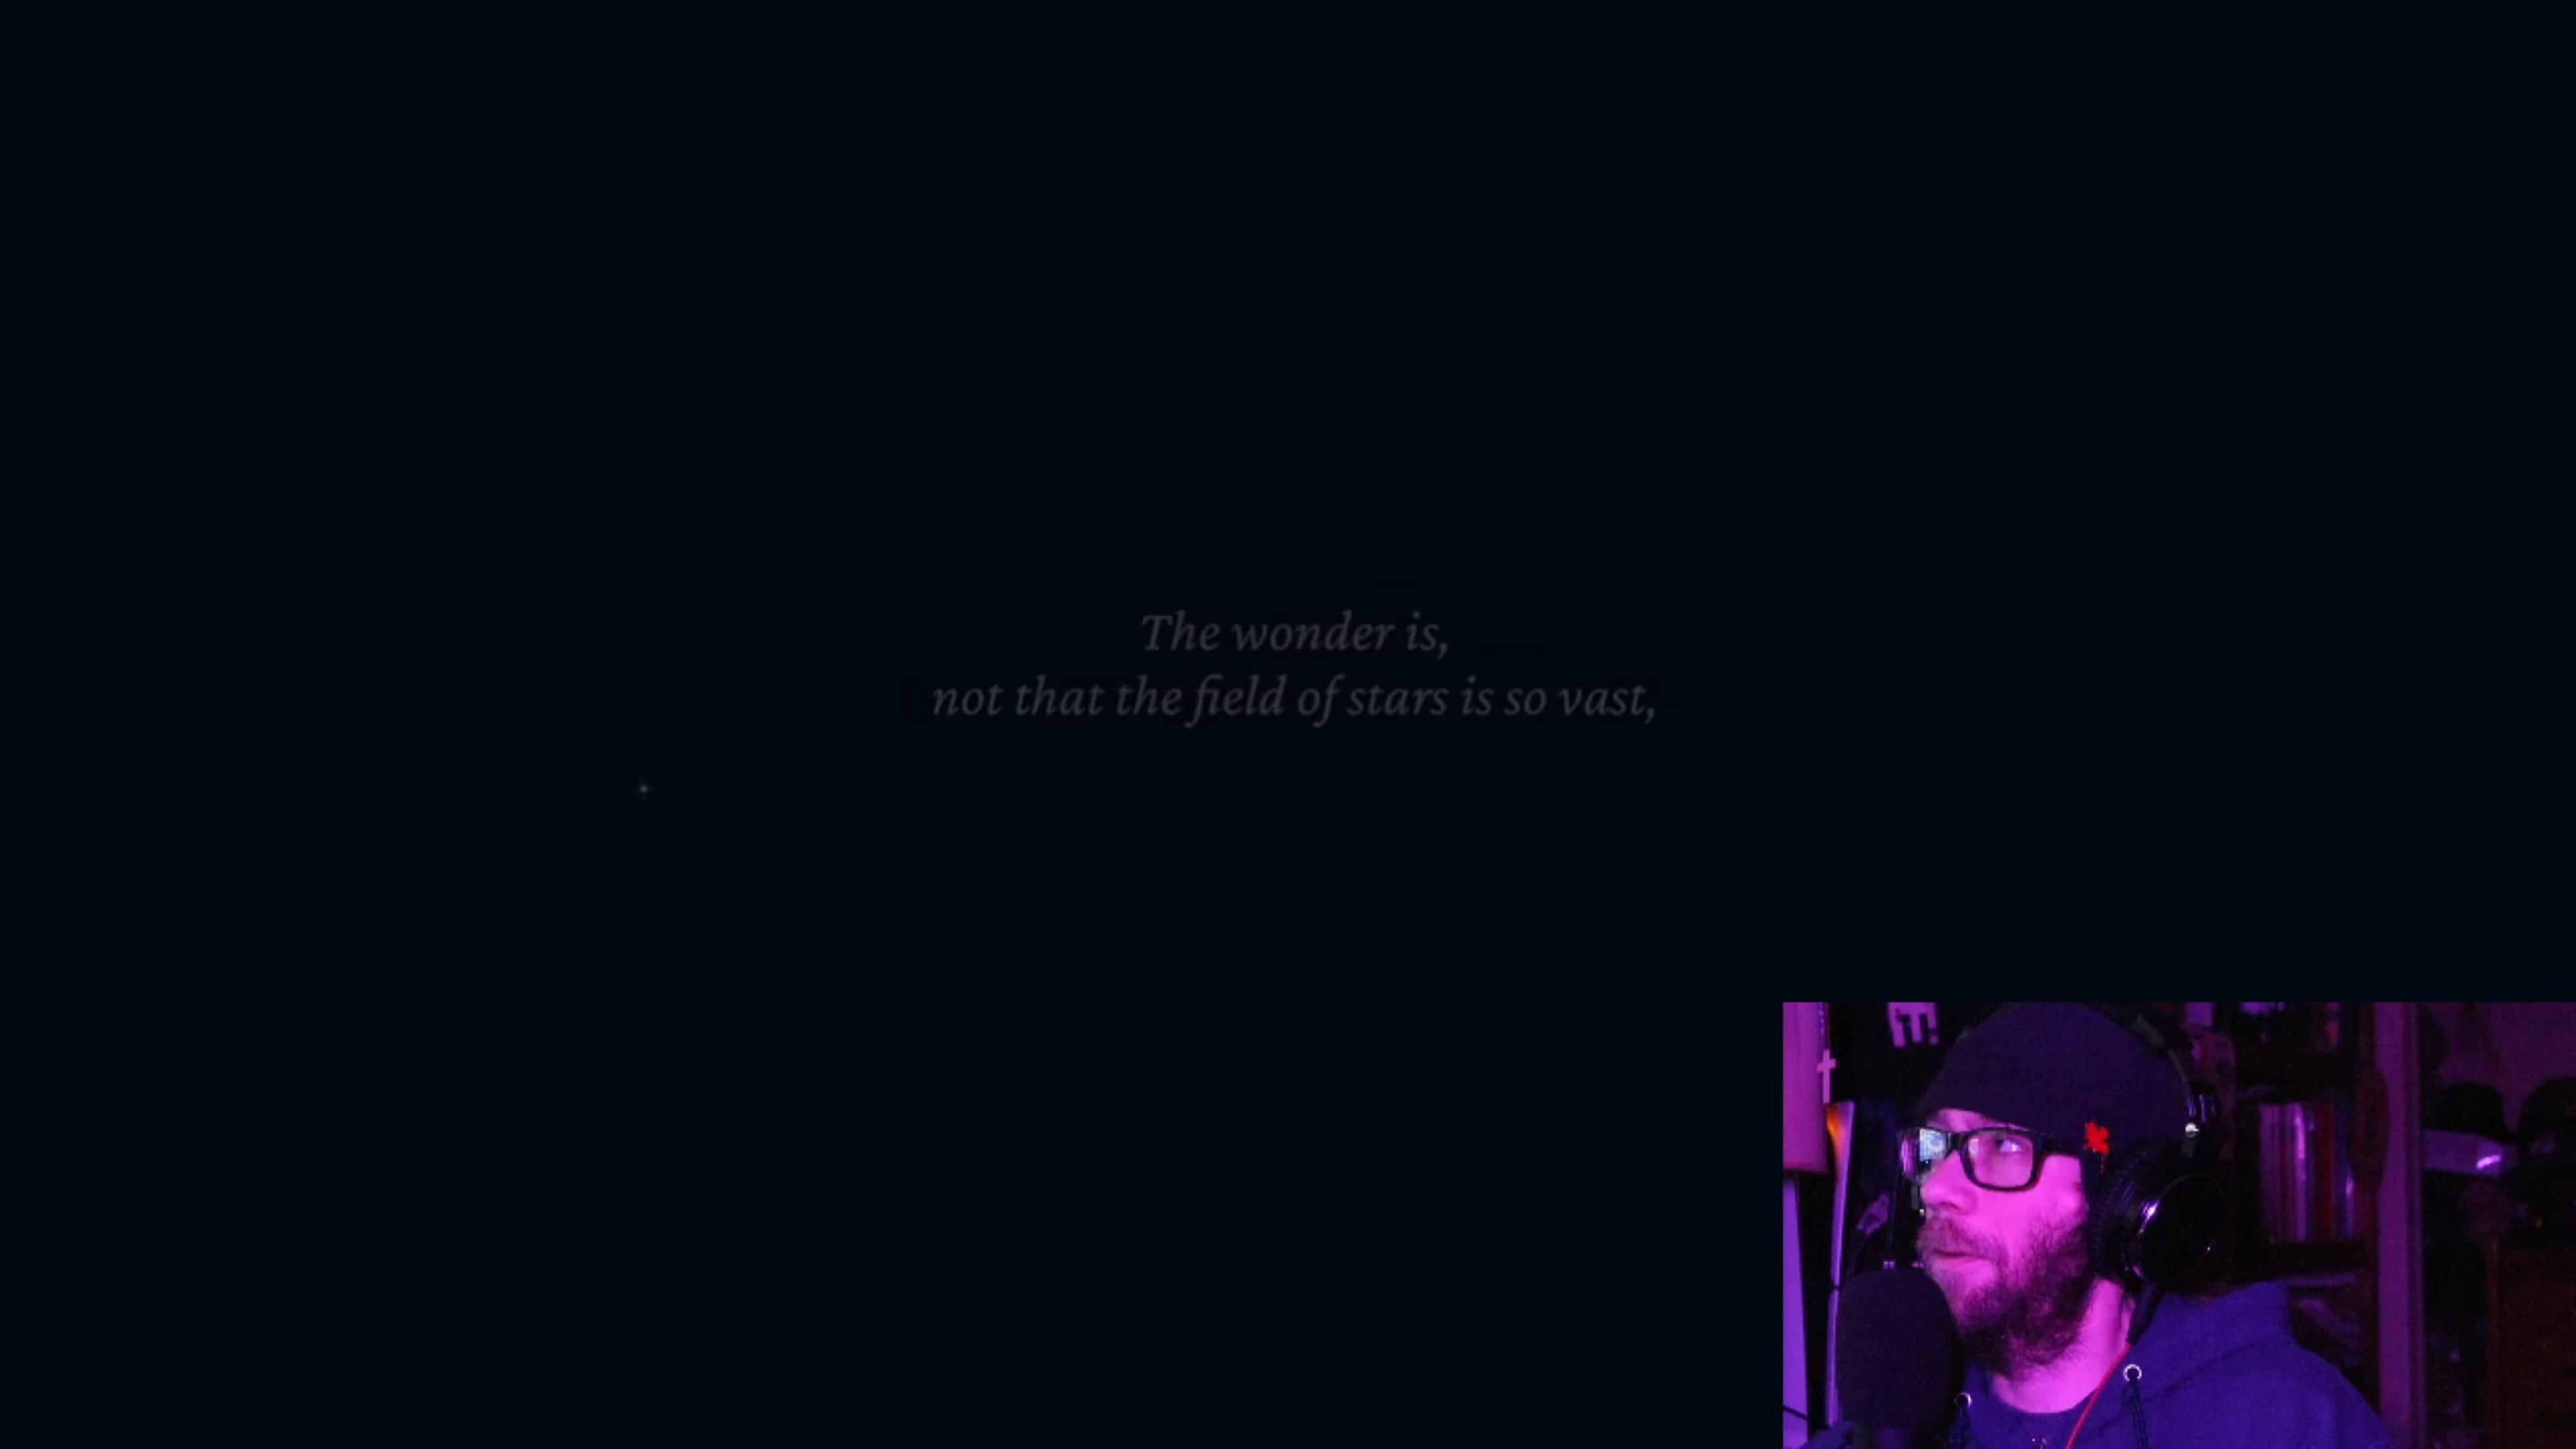 The wonder is,
not that the field of stars is so vast,